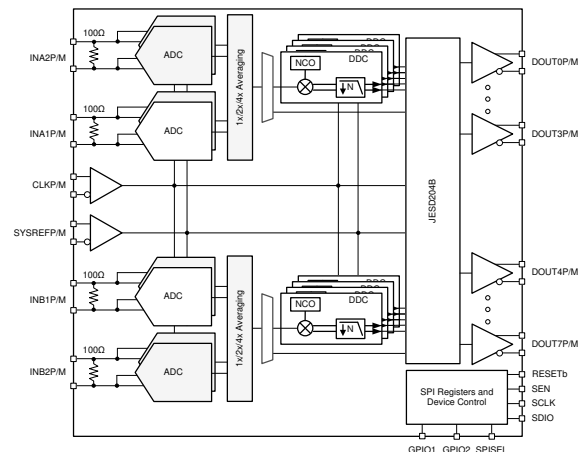 100Ω
INA2P/M
ADC
100Ω
INA1P/M
ADC
1x/2x/4x Averaging
DDC
DDC
NCO
N
JESD204B
DOUT0P/M
DOUT3P/M
CLKP/M
SYSREFP/M
100Ω
INB1P/M
ADC
100Ω
INB2P/M
ADC
1x/2x/4x Averaging
DDC
DDC
NCO
N
DOUT4P/M
DOUT7P/M
SPI Registers and
Device Control
RESETb
SEN
SCLK
SDIO
GPIO1 GPIO2 SPISEL